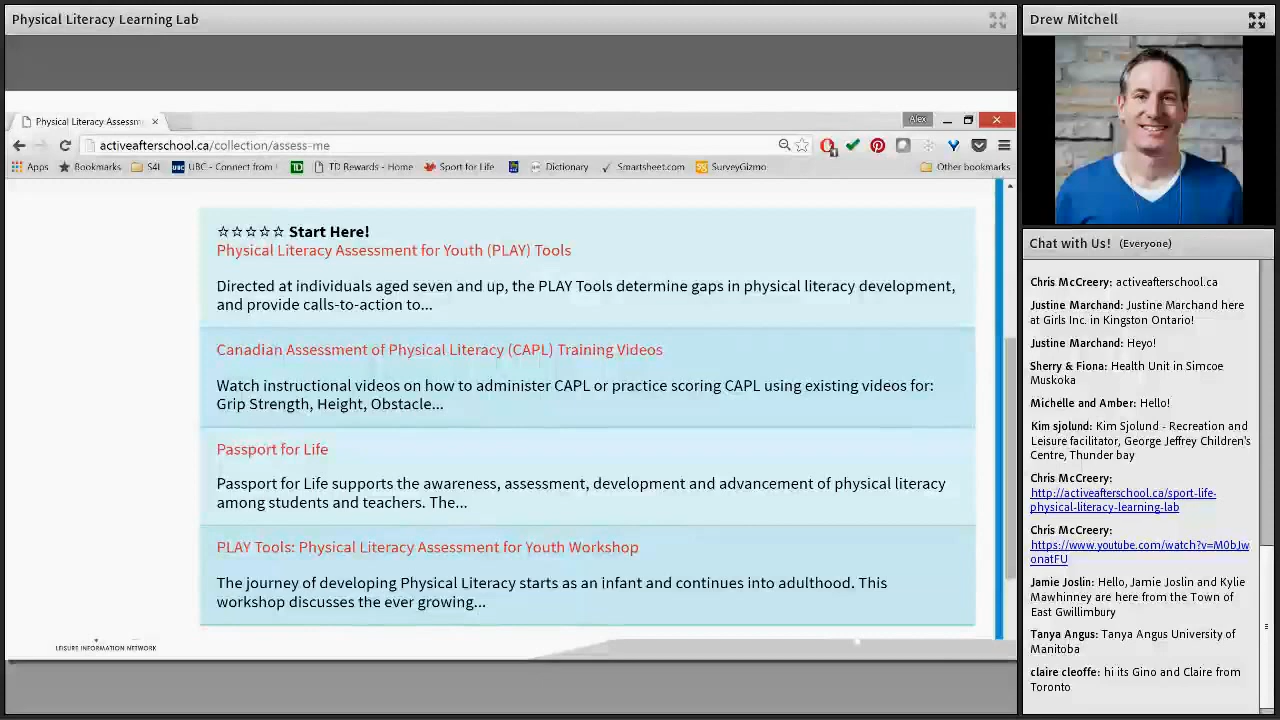 Physical Literacy Learning Lab
Physical Literacy Assessm
Alex
activeafterschool.ca/collection/assess-me
Apps
Bookmarks
S4I
UBC - Connect from
TD Rewards - Home
Sport for Life
Dictionary
Smartsheet.com
SurveyGizmo
Other bookmarks
☆☆☆☆☆ Start Here!
Physical Literacy Assessment for Youth (PLAY) Tools
Directed at individuals aged seven and up, the PLAY Tools determine gaps in physical literacy development,
and provide calls-to-action to...
Canadian Assessment of Physical Literacy (CAPL) Training Videos
Watch instructional videos on how to administer CAPL or practice scoring CAPL using existing videos for:
Grip Strength, Height, Obstacle...
Passport for Life
Passport for Life supports the awareness, assessment, development and advancement of physical literacy
among students and teachers. The...
PLAY Tools: Physical Literacy Assessment for Youth Workshop
The journey of developing Physical Literacy starts as an infant and continues into adulthood. This
workshop discusses the ever growing...
LEISURE INFORMATION NETWORK
Drew Mitchell
Chat with Us! (Everyone)
Chris McCreery: activeafterschool.ca
Justine Marchand: Justine Marchand here
at Girls Inc. in Kingston Ontario!
Justine Marchand: Heyo!
Sherry & Fiona: Health Unit in Simcoe
Muskoka
Michelle and Amber: Hello!
Kim sjolund: Kim Sjolund - Recreation and
Leisure facilitator, George Jeffrey Children's
Centre, Thunder bay
Chris McCreery:
http://activeafterschool.ca/sport-life-
physical-literacy-learning-lab
Chris McCreery:
https://www.youtube.com/watch?v=M0bJw
onatFU
Jamie Joslin: Hello, Jamie Joslin and Kylie
Mawhinney are here from the Town of
East Gwillimbury
Tanya Angus: Tanya Angus University of
Manitoba
claire cleoffe: hi its Gino and Claire from
Toronto